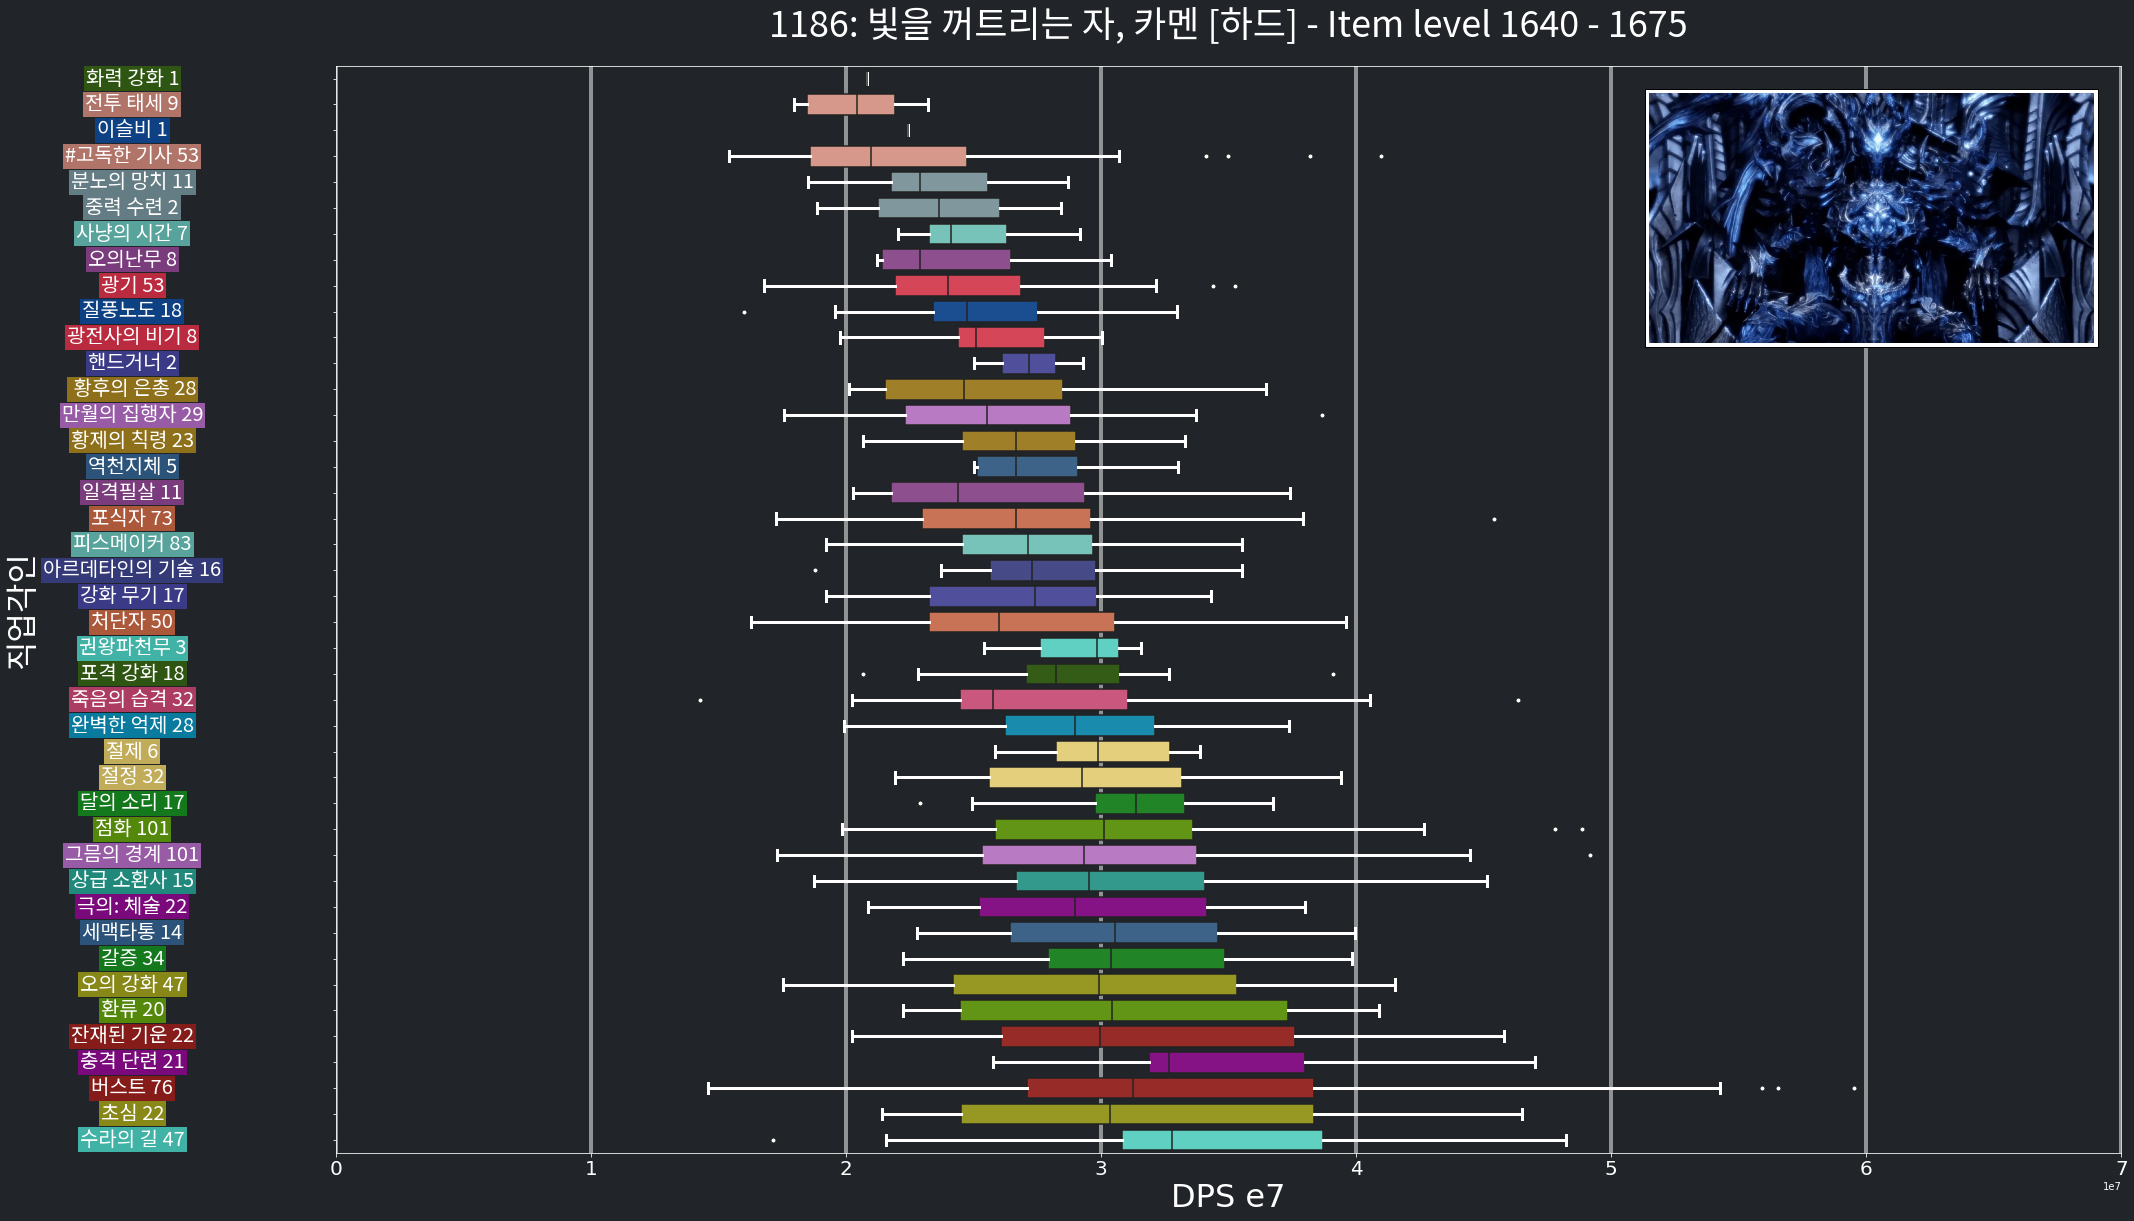 1186: 빛을 꺼트리는 자, 카멘 [하드] - Item level 1640 - 1675
직업각인
화력 강화 1
전투 태세 9
이슬비 1
#고독한 기사 53
분노의 망치 11
중력 수련 2
사냥의 시간 7
오의난무 8
광기 53
질풍노도 18
광전사의 비기 8
핸드거너 2
황후의 은총 28
만월의 집행자 29
황제의 칙령 23
역천지체 5
일격필살 11
포식자 73
피스메이커 83
아르데타인의 기술 16
강화 무기 17
처단자 50
권왕파천무 3
포격 강화 18
죽음의 습격 32
완벽한 억제 28
절제 6
절정 32
달의 소리 17
점화 101
그믐의 경계 101
상급 소환사 15
극의: 체술 22
세맥타통 14
갈증 34
오의 강화 47
환류 20
잔재된 기운 22
충격 단련 21
버스트 76
초심 22
수라의 길 47
0 1 2 3 4 5 6 7
1e7
DPS e7